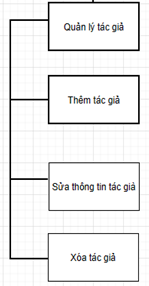 Quản lý tác giả
Thêm tác giả
Sửa thông tin tác giả
Xóa tác giả